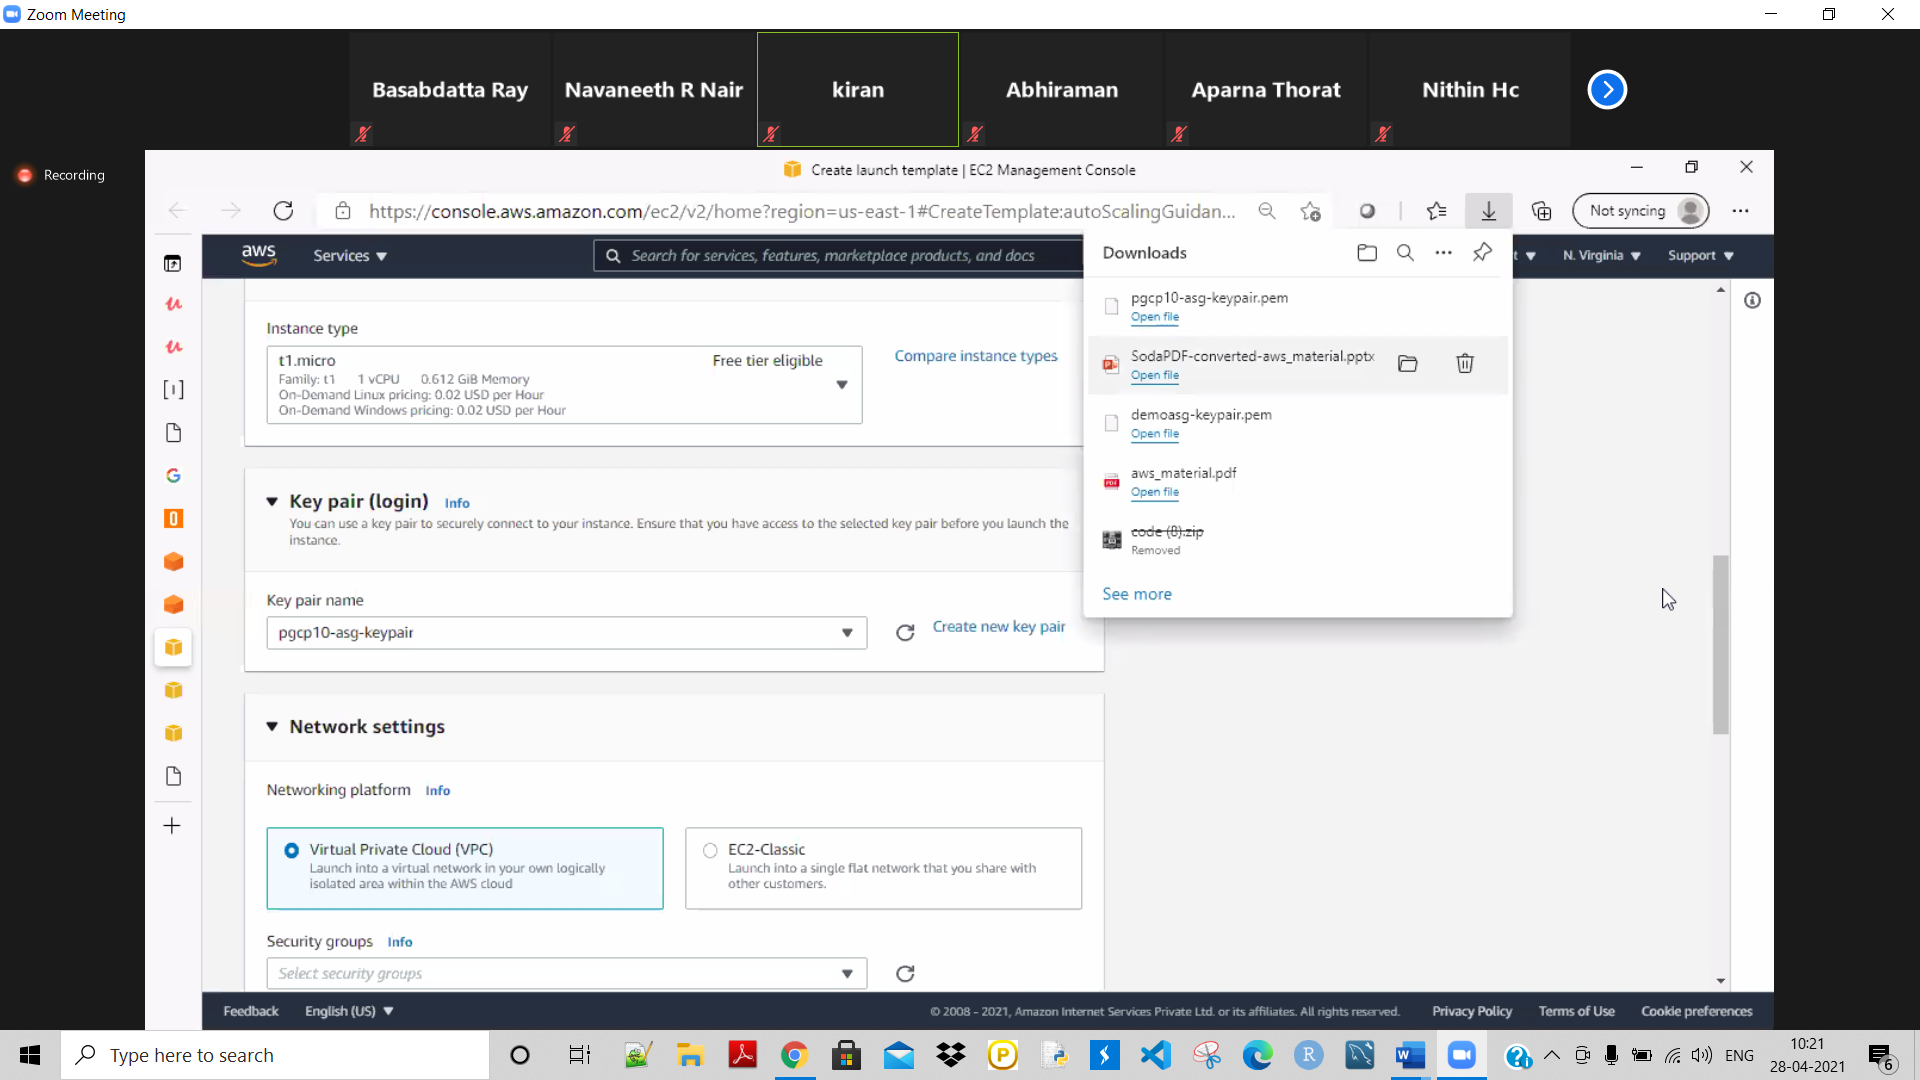 Zoom Meeting
Basabdatta Ray
Navaneeth R Nair
kiran
Abhiraman
Aparna Thorat
Nithin Hc
Recording
Create launch template | EC2 Management Console
https://console.aws.amazon.com/ec2/v2/home?region=us-east-1#CreateTemplate:autoScalingGuidan...
Not syncing
aws
Services
Search for services, features, marketplace products, and docs
t
N. Virginia
Support
Downloads
pgcp10-asg-keypair.pem
Open file
SodaPDF-converted-aws_material.pptx
Open file
demoasg-keypair.pem
Open file
aws_material.pdf
Open file
code (8).zip
Removed
See more
Instance type
t1.micro
Free tier eligible
Family: t1 1 vCPU 0.612 GiB Memory
On-Demand Linux pricing: 0.02 USD per Hour
On-Demand Windows pricing: 0.02 USD per Hour
Compare instance types
Key pair (login) Info
You can use a key pair to securely connect to your instance. Ensure that you have access to the selected key pair before you launch the
instance.
Key pair name
pgcp10-asg-keypair
Create new key pair
Network settings
Networking platform Info
Virtual Private Cloud (VPC)
Launch into a virtual network in your own logically
isolated area within the AWS cloud
EC2-Classic
Launch into a single flat network that you share with
other customers.
Security groups Info
Select security groups
Feedback
English (US)
© 2008 - 2021, Amazon Internet Services Private Ltd. or its affiliates. All rights reserved.
Privacy Policy
Terms of Use
Cookie preferences
Type here to search
ENG
10:21
28-04-2021
6